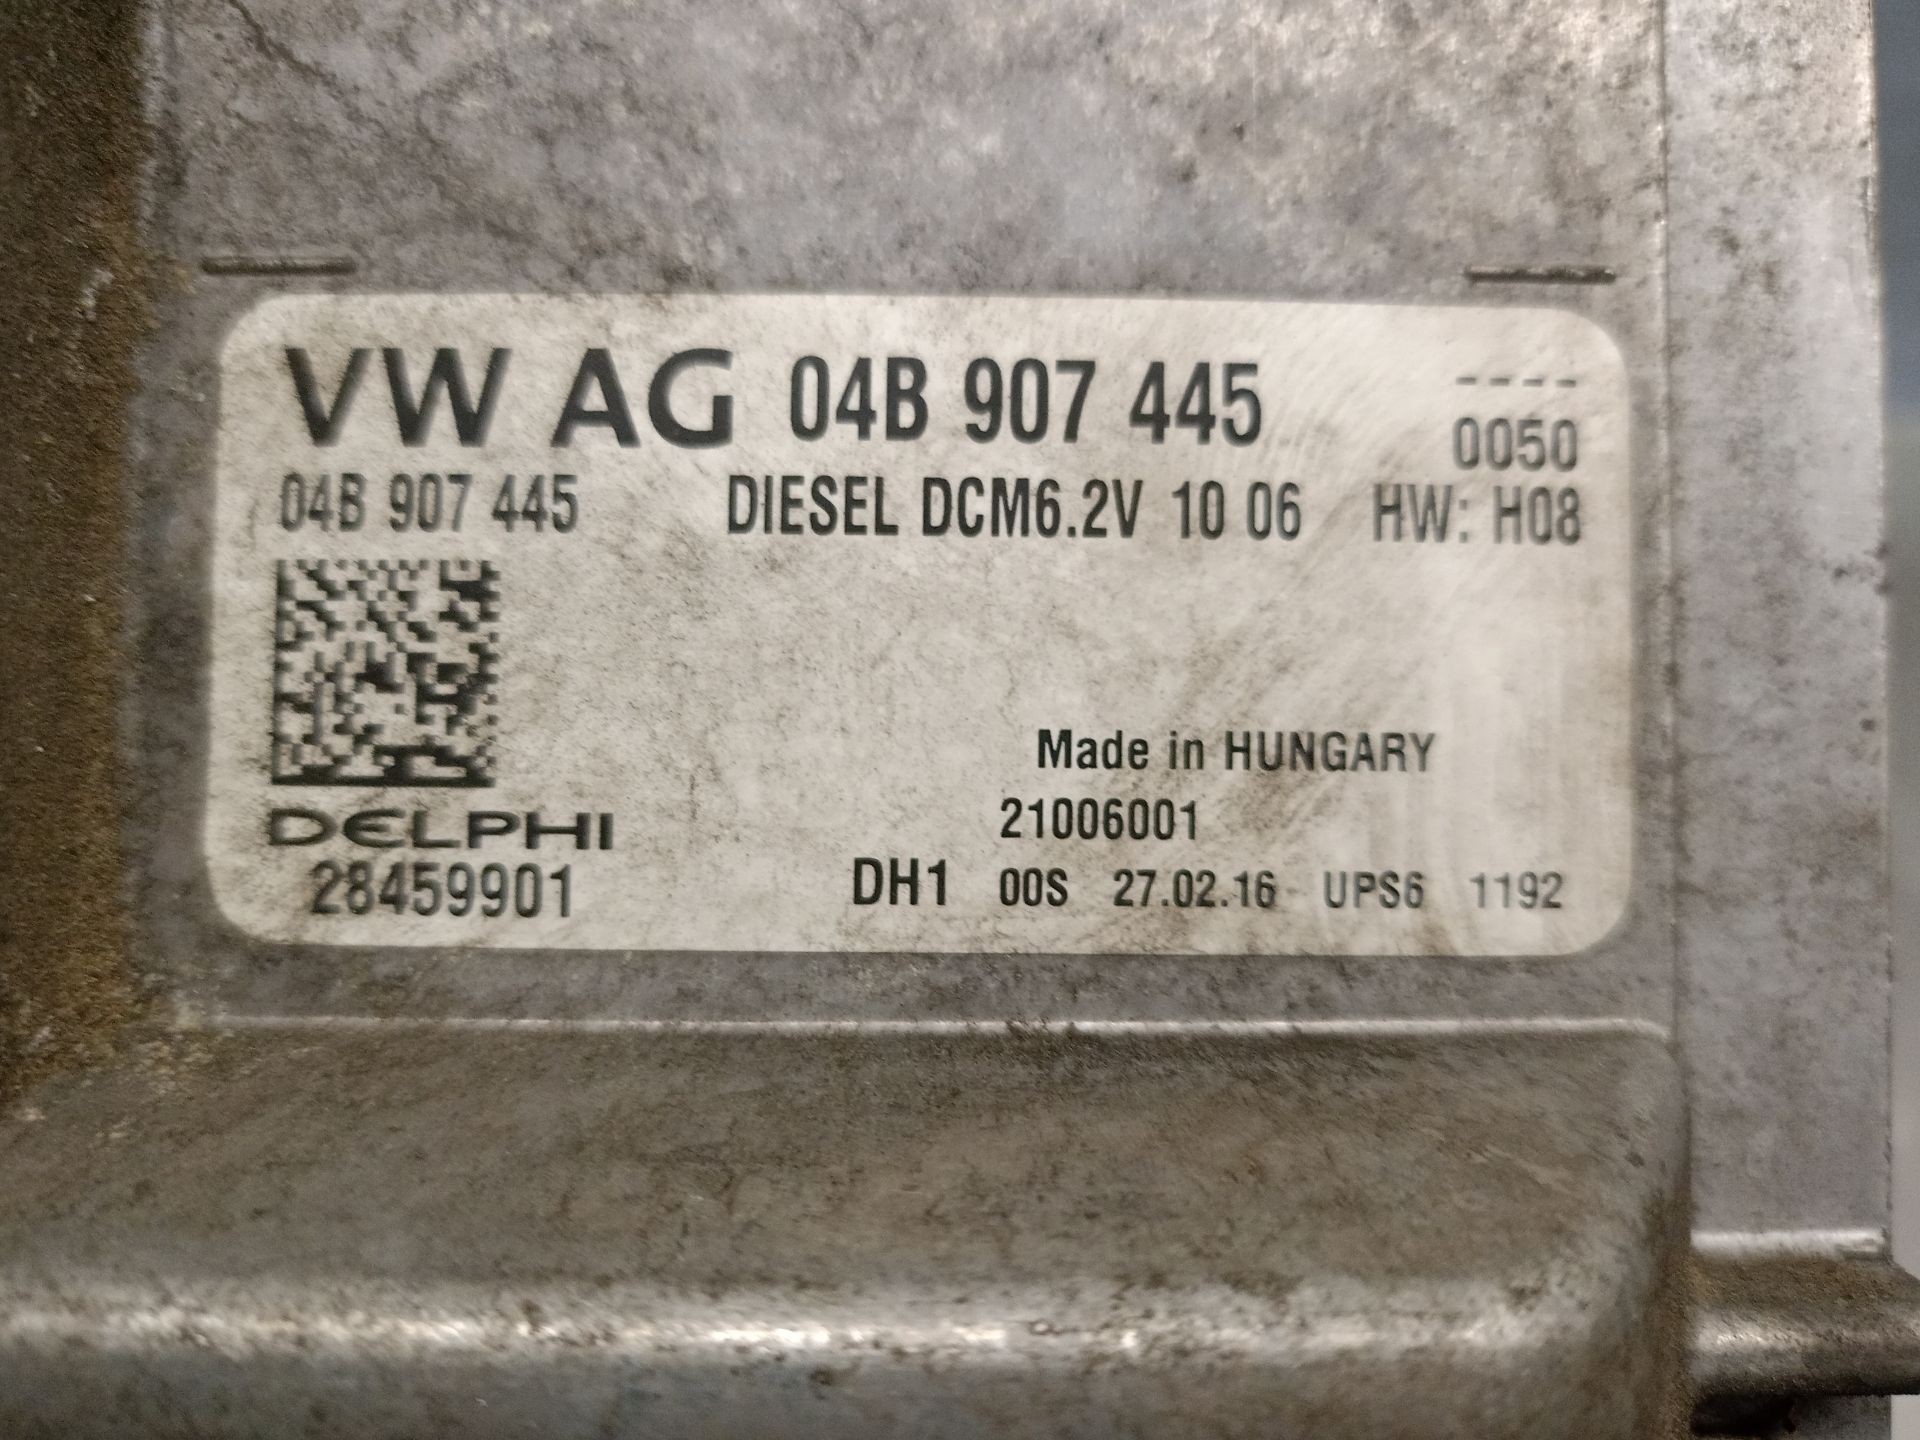 VW AG 04B 907 445 ----
0050
04B 907 445 DIESEL DCM6.2V 10 06 HW: H08
Made in HUNGARY
DELPHI 21006001
28459901 DH1 00S 27.02.16 UPS6 1192